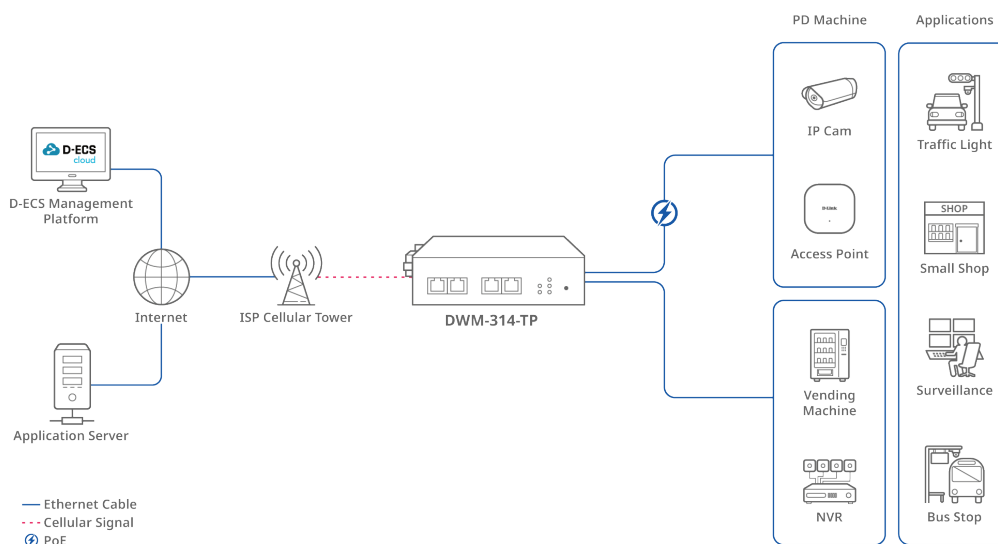 PD Machine
Applications
IP Cam
Traffic Light
D-ECS
cloud
D-ECS Management
Platform
D-Link
Access Point
SHOP
Small Shop
Internet
ISP Cellular Tower
DWM-314-TP
Vending
Machine
Surveillance
Application Server
NVR
Bus Stop
Ethernet Cable
Cellular Signal
PoE